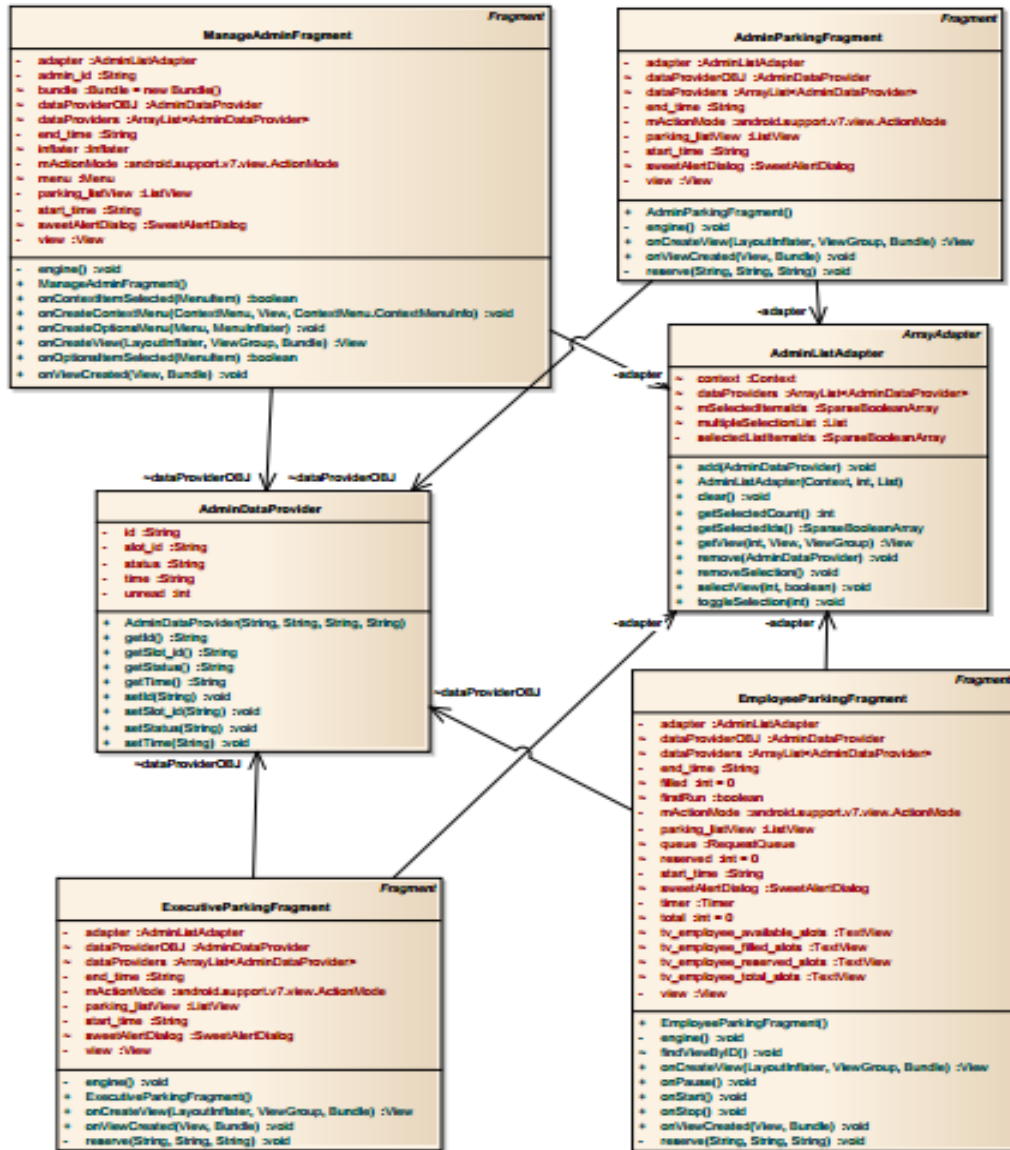 Fragment
ManageAdminFragment
- adapter :AdminListAdapter
- admin_id :String
~ bundle :Bundle = new Bundle()
~ dataProviderOBJ :AdminDataProvider
~ dataProviders :ArrayList<AdminDataProvider>
- end_time :String
~ inflater :Inflater
- mActionMode :android.support.v7.view.ActionMode
~ menu :Menu
- parking_listView :ListView
- start_time :String
~ sweetAlertDialog :SweetAlertDialog
- view :View
- engine() :void
+ ManageAdminFragment()
+ onContextItemSelected(MenuItem) :boolean
+ onCreateContextMenu(ContextMenu, View, ContextMenu.ContextMenuInfo) :void
+ onCreateOptionsMenu(Menu, MenuInflater) :void
+ onCreateView(LayoutInflater, ViewGroup, Bundle) :View
+ onOptionsItemSelected(MenuItem) :boolean
+ onViewCreated(View, Bundle) :void
Fragment
AdminParkingFragment
- adapter :AdminListAdapter
~ dataProviderOBJ :AdminDataProvider
~ dataProviders :ArrayList<AdminDataProvider>
- end_time :String
- mActionMode :android.support.v7.view.ActionMode
- parking_listView :ListView
- start_time :String
~ sweetAlertDialog :SweetAlertDialog
- view :View
+ AdminParkingFragment()
- engine() :void
+ onCreateView(LayoutInflater, ViewGroup, Bundle) :View
+ onViewCreated(View, Bundle) :void
- reserve(String, String, String) :void
-adapter
-adapter
ArrayAdapter
AdminListAdapter
~ context :Context
~ dataProviders :ArrayList<AdminDataProvider>
~ mSelectedItemsIds :SparseBooleanArray
~ multipleSelectionList :List
- selectedListItemsIds :SparseBooleanArray
+ add(AdminDataProvider) :void
+ AdminListAdapter(Context, int, List)
+ clear() :void
+ getSelectedCount() :int
+ getSelectedIds() :SparseBooleanArray
+ getView(int, View, ViewGroup) :View
+ remove(AdminDataProvider) :void
+ removeSelection() :void
+ selectView(int, boolean) :void
+ toggleSelection(int) :void
~dataProviderOBJ
~dataProviderOBJ
AdminDataProvider
- id :String
- slot_id :String
- status :String
- time :String
- unread :int
+ AdminDataProvider(String, String, String, String)
+ getId() :String
+ getSlot_id() :String
+ getStatus() :String
+ getTime() :String
+ setId(String) :void
+ setSlot_id(String) :void
+ setStatus(String) :void
+ setTime(String) :void
~dataProviderOBJ
~dataProviderOBJ
-adapter
-adapter
Fragment
EmployeeParkingFragment
- adapter :AdminListAdapter
~ dataProviderOBJ :AdminDataProvider
~ dataProviders :ArrayList<AdminDataProvider>
- end_time :String
~ filled :int = 0
~ firstRun :boolean
- mActionMode :android.support.v7.view.ActionMode
- parking_listView :ListView
~ queue :RequestQueue
~ reserved :int = 0
- start_time :String
~ sweetAlertDialog :SweetAlertDialog
- timer :Timer
~ total :int = 0
~ tv_employee_available_slots :TextView
~ tv_employee_filled_slots :TextView
~ tv_employee_reserved_slots :TextView
~ tv_employee_total_slots :TextView
- view :View
+ EmployeeParkingFragment()
- engine() :void
~ findViewByID() :void
+ onCreateView(LayoutInflater, ViewGroup, Bundle) :View
+ onPause() :void
+ onStart() :void
+ onStop() :void
+ onViewCreated(View, Bundle) :void
- reserve(String, String, String) :void
Fragment
ExecutiveParkingFragment
- adapter :AdminListAdapter
~ dataProviderOBJ :AdminDataProvider
~ dataProviders :ArrayList<AdminDataProvider>
- end_time :String
- mActionMode :android.support.v7.view.ActionMode
- parking_listView :ListView
- start_time :String
~ sweetAlertDialog :SweetAlertDialog
- view :View
- engine() :void
+ ExecutiveParkingFragment()
+ onCreateView(LayoutInflater, ViewGroup, Bundle) :View
+ onViewCreated(View, Bundle) :void
- reserve(String, String, String) :void